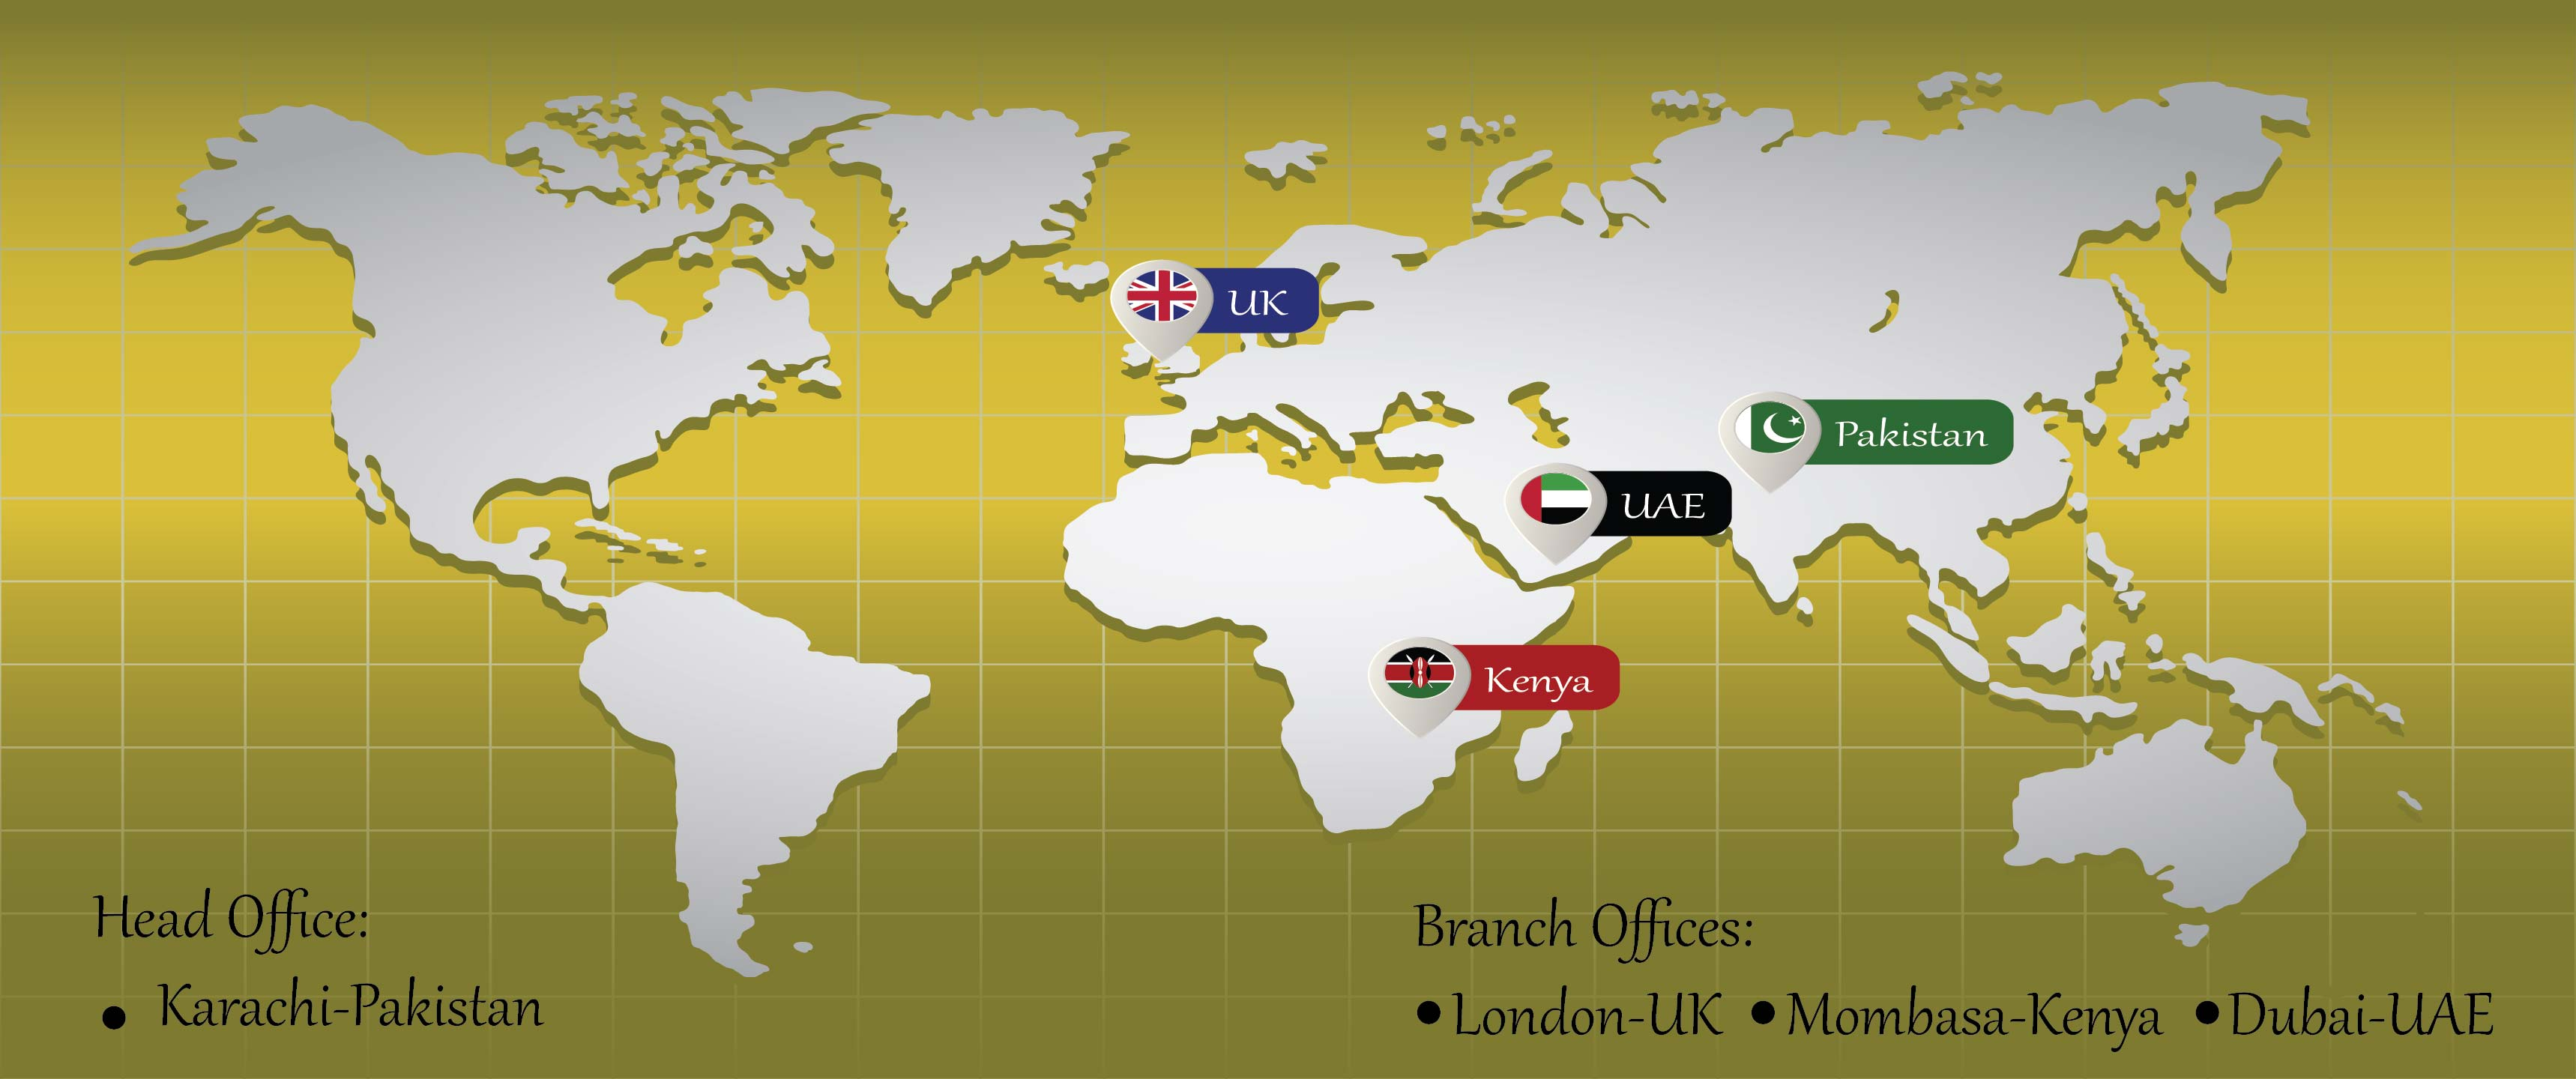 UK
Pakistan
UAE
Kenya
Head Office:
• Karachi-Pakistan
Branch Offices:
• London-UK • Mombasa-Kenya • Dubai-UAE